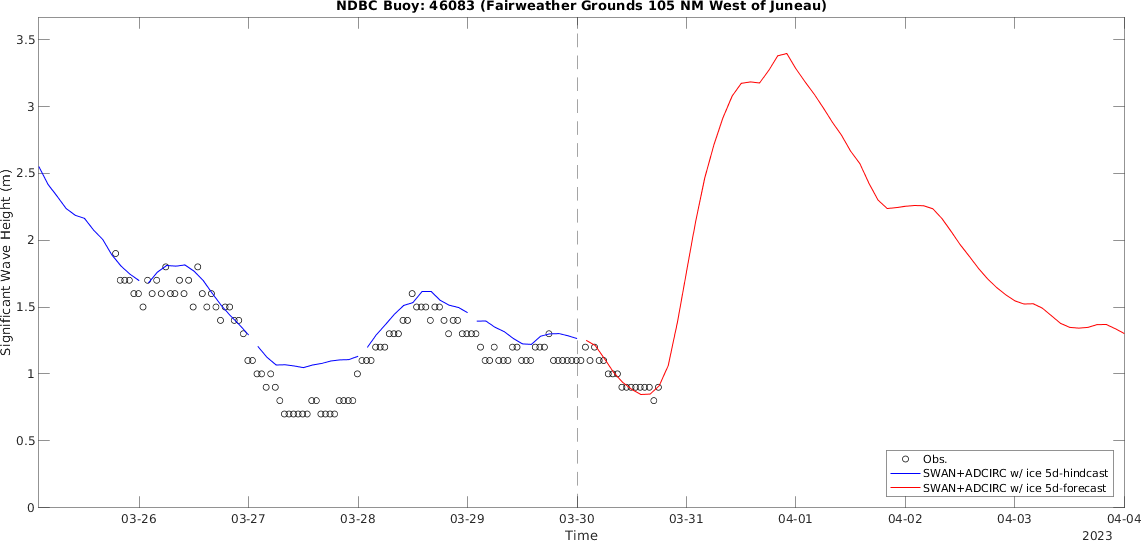 NDBC Buoy: 46083 (Fairweather Grounds 105 NM West of Juneau)
3.5
3
2.5
2
1.5
1
0.5
0
Significant Wave Height (m)
Obs.
SWAN+ADCIRC w/ ice 5d-hindcast
SWAN+ADCIRC w/ ice 5d-forecast
03-26 03-27 03-28 03-29 03-30 03-31 04-01 04-02 04-03 04-04
Time
2023